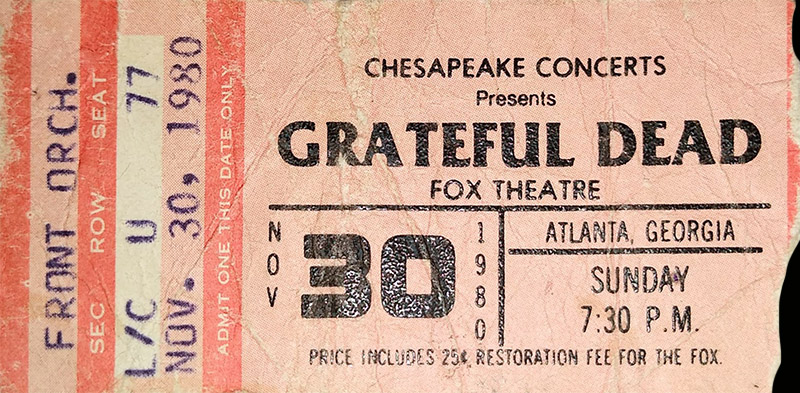 FRONT ORCH.
SEC ROW SEAT
L/C U 77
NOV. 30, 1980
ADMIT ONE THIS DATE ONLY
CHESAPEAKE CONCERTS
Presents
GRATEFUL DEAD
FOX THEATRE
NOV
30
1980
ATLANTA, GEORGIA
SUNDAY
7:30 P.M.
PRICE INCLUDES 25¢ RESTORATION FEE FOR THE FOX.